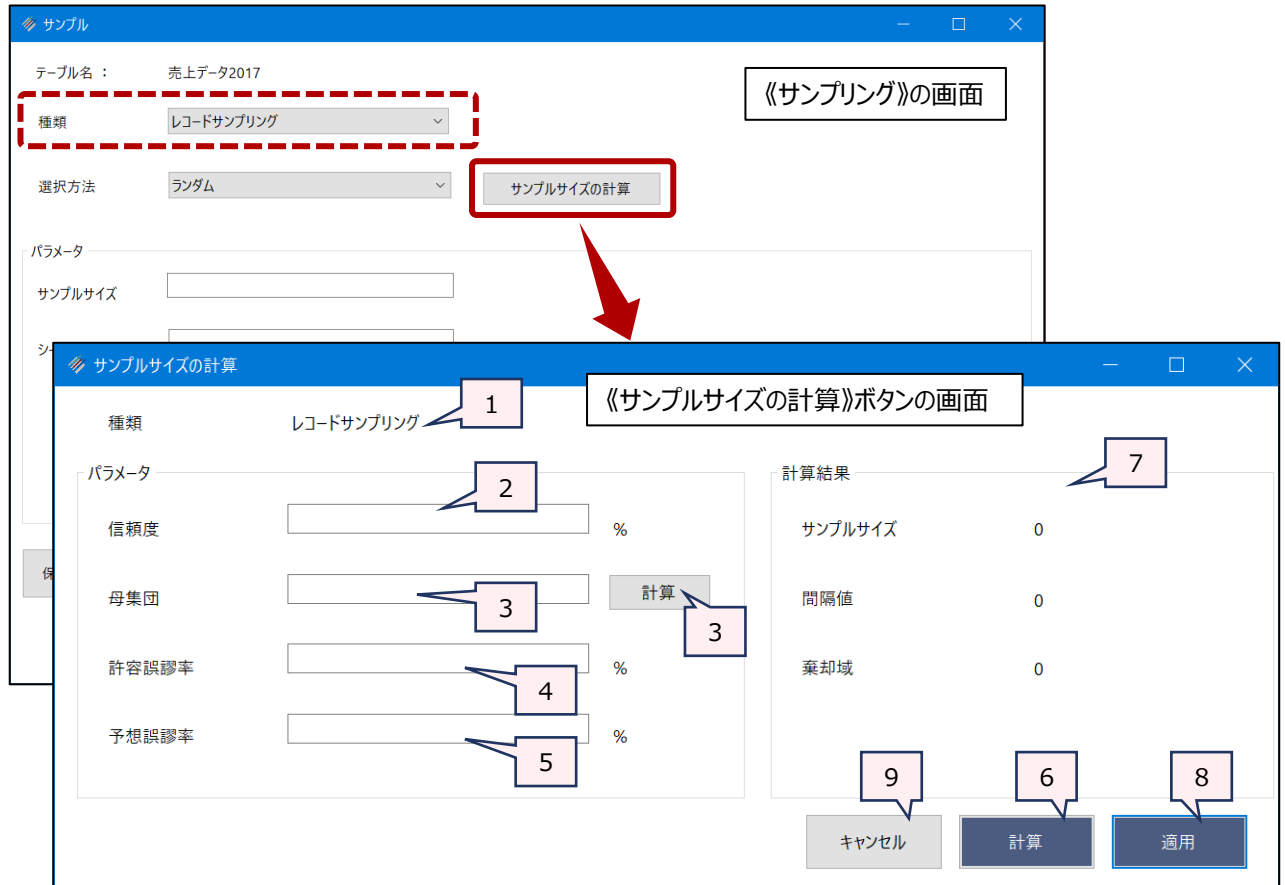 サンプル
テーブル名 : 売上データ2017
《サンプリング》の画面
種類 レコードサンプリング
選択方法 ランダム サンプルサイズの計算
パラメータ
サンプルサイズ
シー
サンプルサイズの計算
《サンプルサイズの計算》ボタンの画面
種類 レコードサンプリング 1
パラメータ
2
信頼度 %
母集団 3 計算
3
許容誤謬率 %
4
予想誤謬率 %
5
計算結果 7
サンプルサイズ 0
間隔値 0
棄却域 0
9 6 8
キャンセル 計算 適用